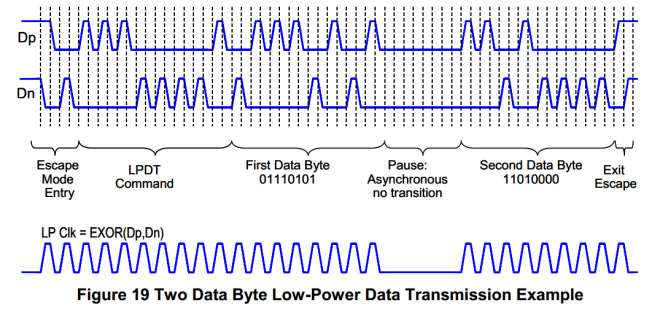 Dp
Dn
Escape
Mode
Entry
LPDT
Command
First Data Byte
01110101
Pause:
Asynchronous
no transition
Second Data Byte
11010000
Exit
Escape
LP Clk = EXOR(Dp,Dn)
Figure 19 Two Data Byte Low-Power Data Transmission Example